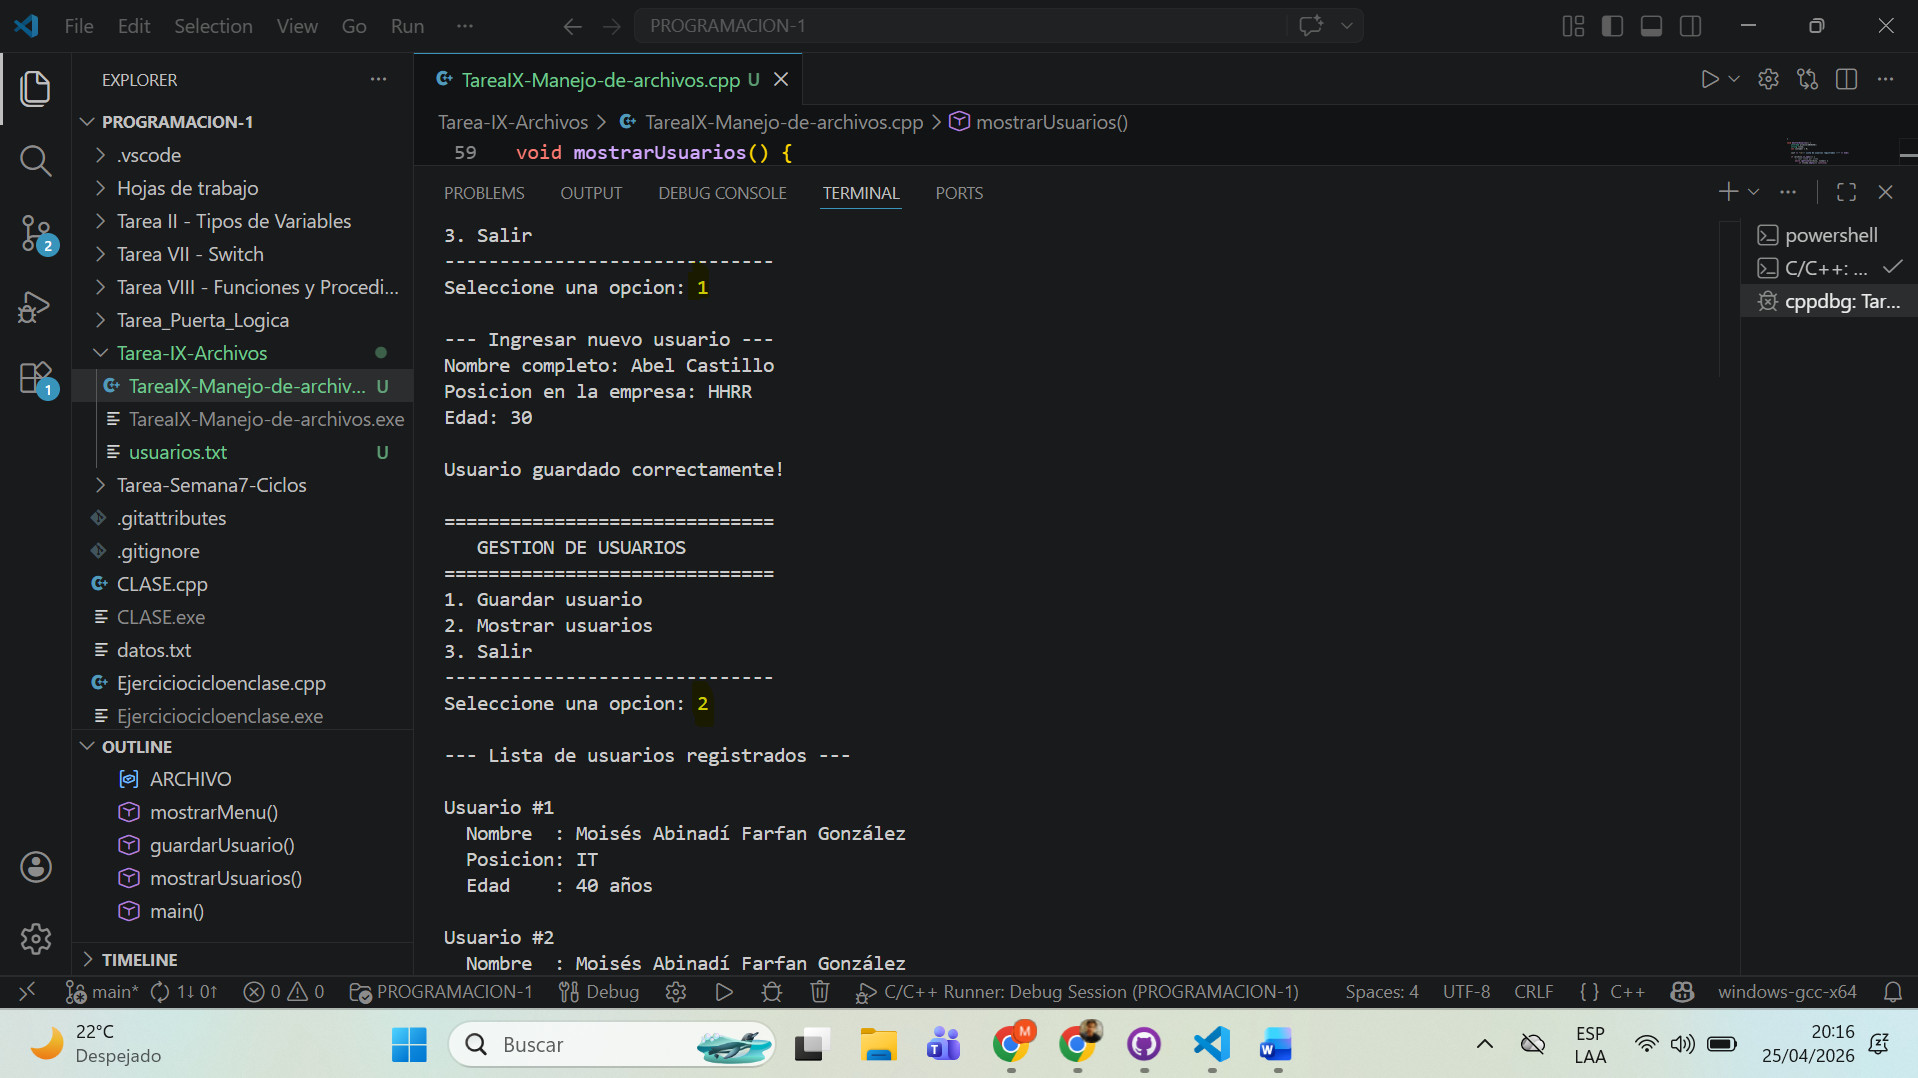 File Edit Selection View Go Run ···
PROGRAMACION-1
EXPLORER
PROGRAMACION-1
.vscode
Hojas de trabajo
Tarea II - Tipos de Variables
Tarea VII - Switch
Tarea VIII - Funciones y Procedi...
Tarea_Puerta_Logica
Tarea-IX-Archivos
TareaIX-Manejo-de-archiv... U
TareaIX-Manejo-de-archivos.exe
usuarios.txt U
Tarea-Semana7-Ciclos
.gitattributes
.gitignore
CLASE.cpp
CLASE.exe
datos.txt
Ejerciciocicloenclase.cpp
Ejerciciocicloenclase.exe
OUTLINE
ARCHIVO
mostrarMenu()
guardarUsuario()
mostrarUsuarios()
main()
TIMELINE
2
1
TareaIX-Manejo-de-archivos.cpp U
Tarea-IX-Archivos > TareaIX-Manejo-de-archivos.cpp > mostrarUsuarios()
59 void mostrarUsuarios() {
PROBLEMS OUTPUT DEBUG CONSOLE TERMINAL PORTS
3. Salir
------------------------------
Seleccione una opcion: 1
--- Ingresar nuevo usuario ---
Nombre completo: Abel Castillo
Posicion en la empresa: HHRR
Edad: 30
Usuario guardado correctamente!
==============================
GESTION DE USUARIOS
==============================
1. Guardar usuario
2. Mostrar usuarios
3. Salir
------------------------------
Seleccione una opcion: 2
--- Lista de usuarios registrados ---
Usuario #1
Nombre : Moisés Abinadí Farfan González
Posicion: IT
Edad : 40 años
Usuario #2
Nombre : Moisés Abinadí Farfan González
powershell
C/C++: ...
cppdbg: Tar...
main* 1↓ 0↑ 0 0 PROGRAMACION-1 Debug C/C++ Runner: Debug Session (PROGRAMACION-1) Spaces: 4 UTF-8 CRLF { } C++ windows-gcc-x64
22°C
Despejado
Buscar
M
T
W
ESP
LAA
20:16
25/04/2026